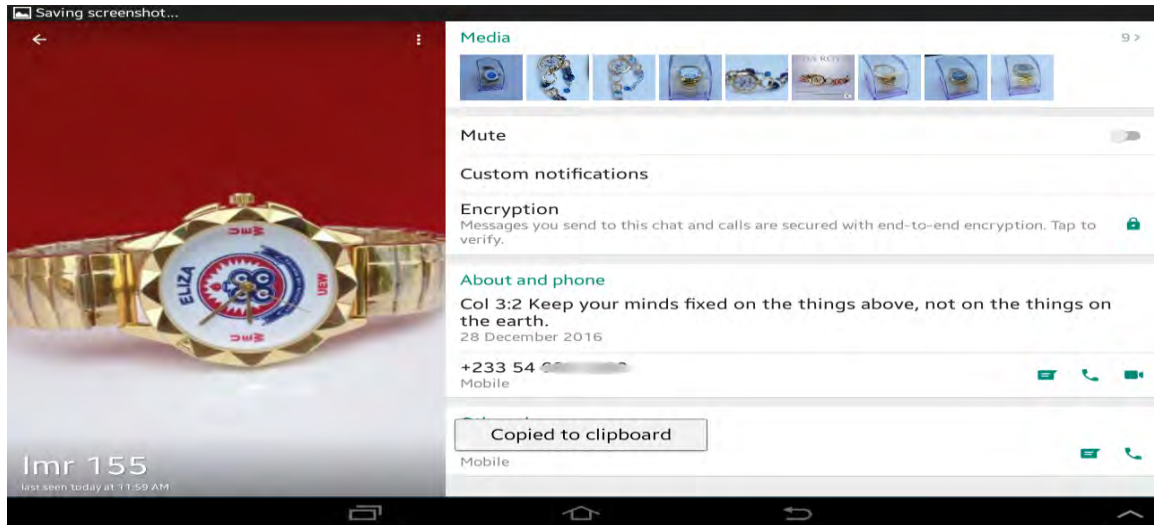 Saving screenshot...
Media
9 >
Mute
Custom notifications
Encryption
Messages you send to this chat and calls are secured with end-to-end encryption. Tap to
verify.
UEW
ELIZA
UEW
UEW
About and phone
Col 3:2 Keep your minds fixed on the things above, not on the things on
the earth.
28 December 2016
+233 54
Mobile
Copied to clipboard
Mobile
lmr 155
last seen today at 11:59 AM